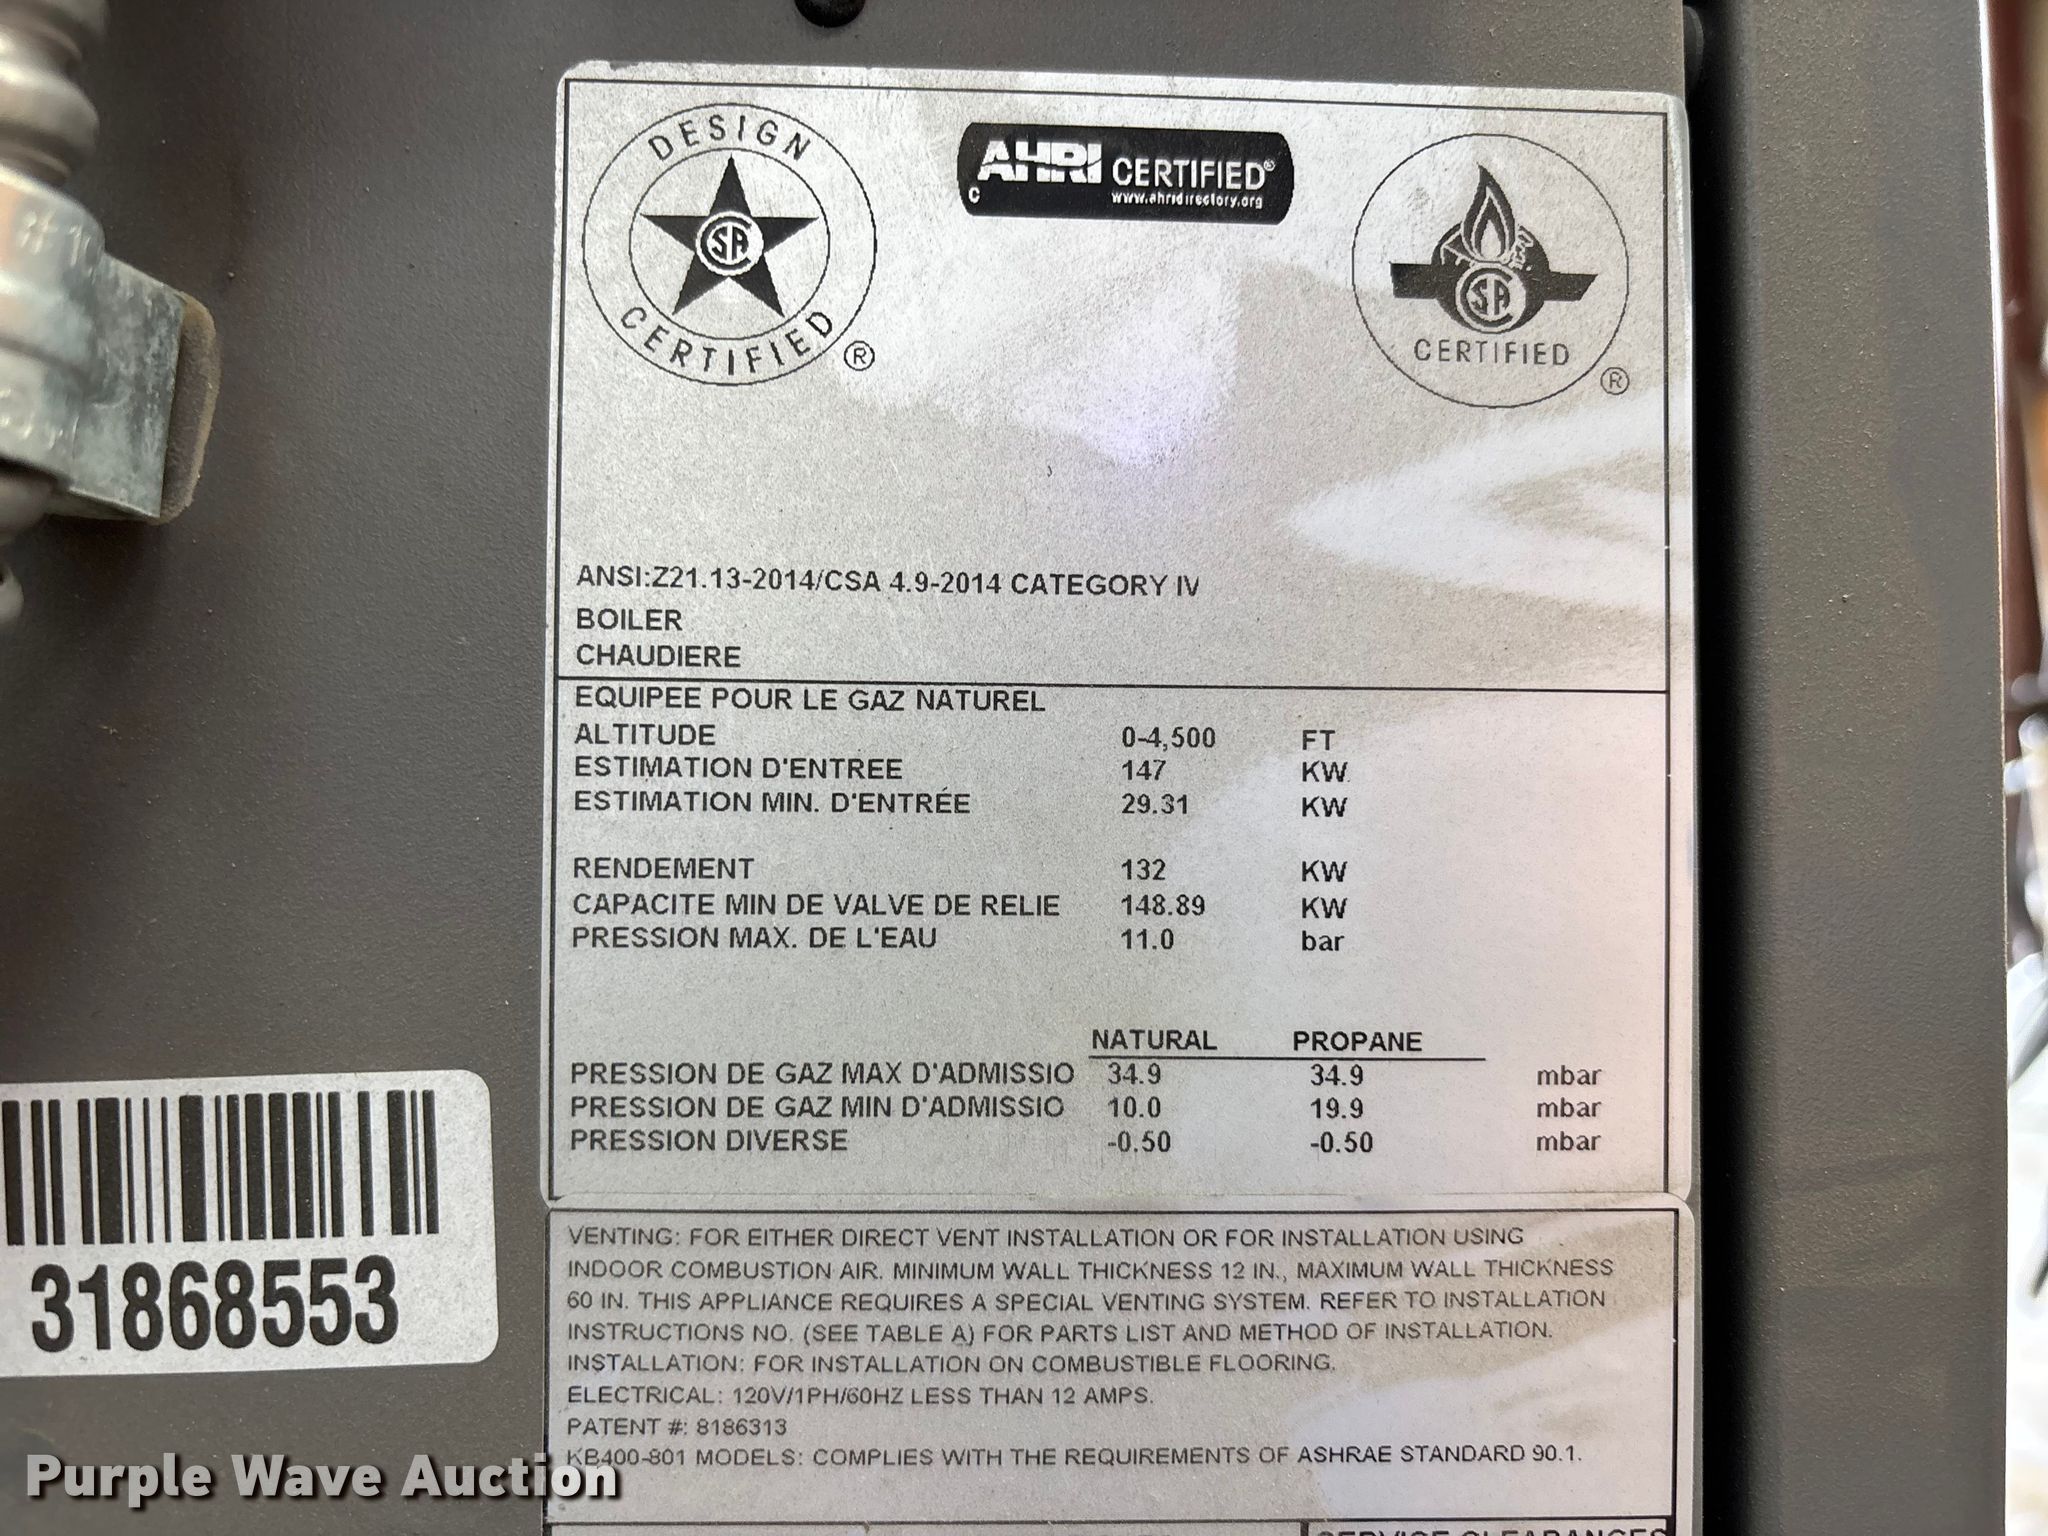 DESIGN
CSA
CERTIFIED
®
AHRI CERTIFIED®
C
www.ahridirectory.org
CSA
CERTIFIED
®
ANSI:Z21.13-2014/CSA 4.9-2014 CATEGORY IV
BOILER
CHAUDIERE
EQUIPEE POUR LE GAZ NATUREL
ALTITUDE 0-4,500 FT
ESTIMATION D'ENTREE 147 KW
ESTIMATION MIN. D'ENTRÉE 29.31 KW
RENDEMENT 132 KW
CAPACITE MIN DE VALVE DE RELIE 148.89 KW
PRESSION MAX. DE L'EAU 11.0 bar
NATURAL PROPANE
PRESSION DE GAZ MAX D'ADMISSIO 34.9 34.9 mbar
PRESSION DE GAZ MIN D'ADMISSIO 10.0 19.9 mbar
PRESSION DIVERSE -0.50 -0.50 mbar
VENTING: FOR EITHER DIRECT VENT INSTALLATION OR FOR INSTALLATION USING
INDOOR COMBUSTION AIR. MINIMUM WALL THICKNESS 12 IN., MAXIMUM WALL THICKNESS
60 IN. THIS APPLIANCE REQUIRES A SPECIAL VENTING SYSTEM. REFER TO INSTALLATION
INSTRUCTIONS NO. (SEE TABLE A) FOR PARTS LIST AND METHOD OF INSTALLATION.
INSTALLATION: FOR INSTALLATION ON COMBUSTIBLE FLOORING.
ELECTRICAL: 120V/1PH/60HZ LESS THAN 12 AMPS.
PATENT #: 8186313
KB400-801 MODELS: COMPLIES WITH THE REQUIREMENTS OF ASHRAE STANDARD 90.1.
SERVICE CLEARANCES
31868553
Purple Wave Auction